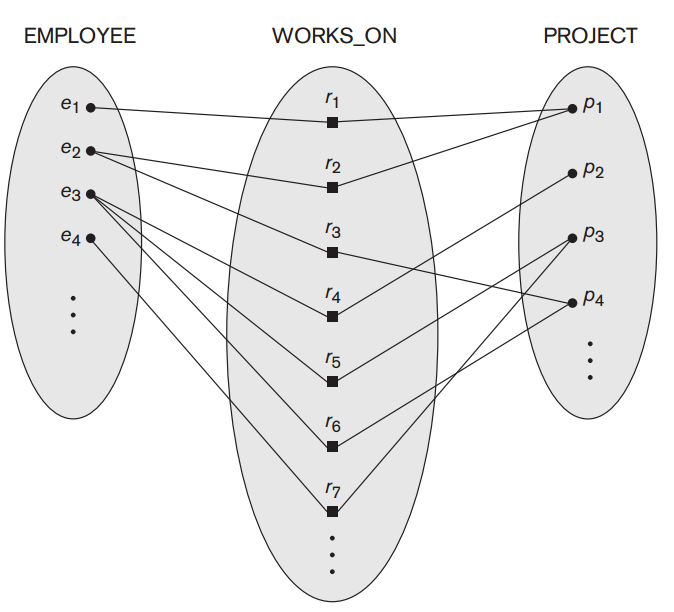 EMPLOYEE WORKS_ON PROJECT
e1
e2
e3
e4
r1
r2
r3
r4
r5
r6
r7
p1
p2
p3
p4